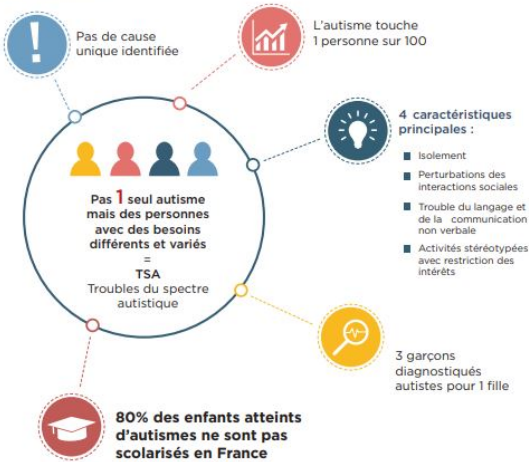 Pas de cause
unique identifiée
L'autisme touche
1 personne sur 100
4 caractéristiques
principales :
Isolement
Perturbations des
interactions sociales
Trouble du langage et
de la communication
non verbale
Activités stéréotypées
avec restriction des
intérêts
Pas 1 seul autisme
mais des personnes
avec des besoins
différents et variés
=
TSA
Troubles du spectre
autistique
3 garçons
diagnostiqués
autistes pour 1 fille
80% des enfants atteints
d'autismes ne sont pas
scolarisés en France